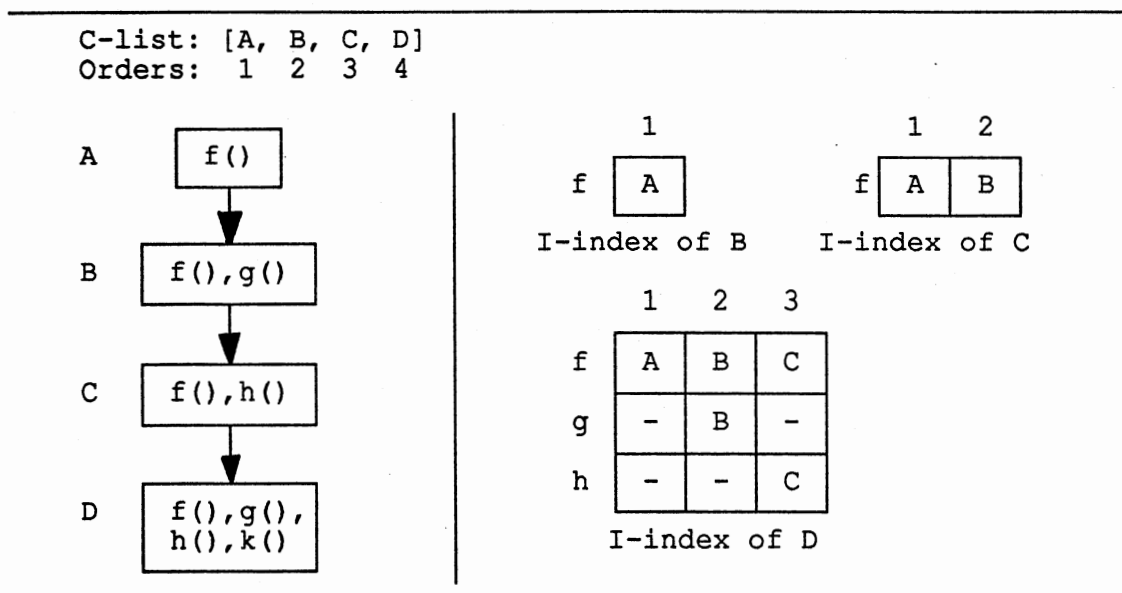 C-list: [A, B, C, D]
Orders: 1 2 3 4
A f()
B f(),g()
C f(),h()
D f(),g(),
h(),k()
1
f A
I-index of B
1 2
f A B
I-index of C
1 2 3
f A B C
g - B -
h - - C
I-index of D